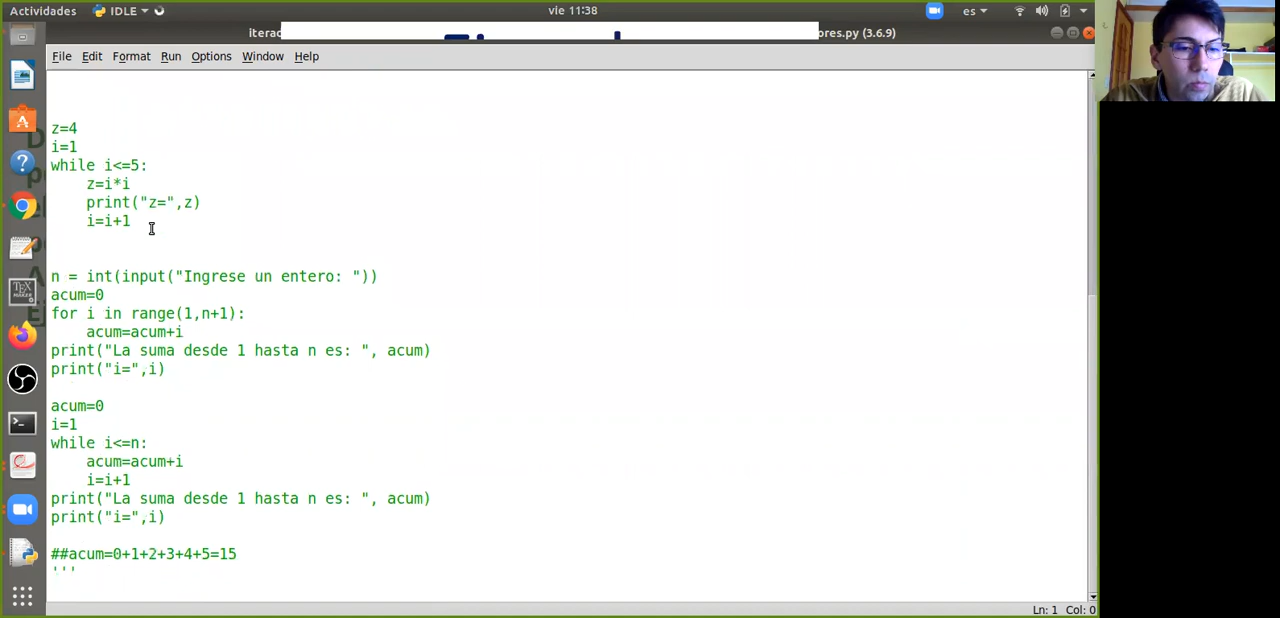 Actividades IDLE vie 11:38 es
iterac ores.py (3.6.9)
File Edit Format Run Options Window Help
z=4
i=1
while i<=5:
    z=i*i
    print("z=",z)
    i=i+1
n = int(input("Ingrese un entero: "))
acum=0
for i in range(1,n+1):
    acum=acum+i
print("La suma desde 1 hasta n es: ", acum)
print("i=",i)
acum=0
i=1
while i<=n:
    acum=acum+i
    i=i+1
print("La suma desde 1 hasta n es: ", acum)
print("i=",i)
##acum=0+1+2+3+4+5=15
'''
Ln: 1 Col: 0